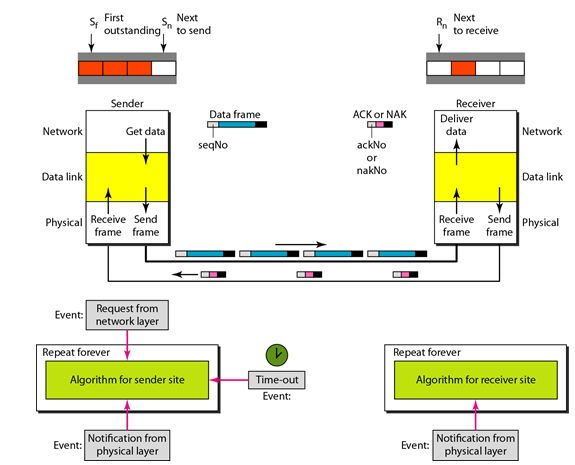 Sf First outstanding
Sn Next to send
Rn Next to receive
Sender
Receiver
Data frame
seqNo
ACK or NAK
ackNo
or
nakNo
Network
Get data
Deliver
data
Network
Data link
Data link
Physical
Receive
frame
Send
frame
Receive
frame
Send
frame
Physical
Event:
Request from
network layer
Repeat forever
Algorithm for sender site
Time-out
Event:
Event:
Notification from
physical layer
Repeat forever
Algorithm for receiver site
Event:
Notification from
physical layer